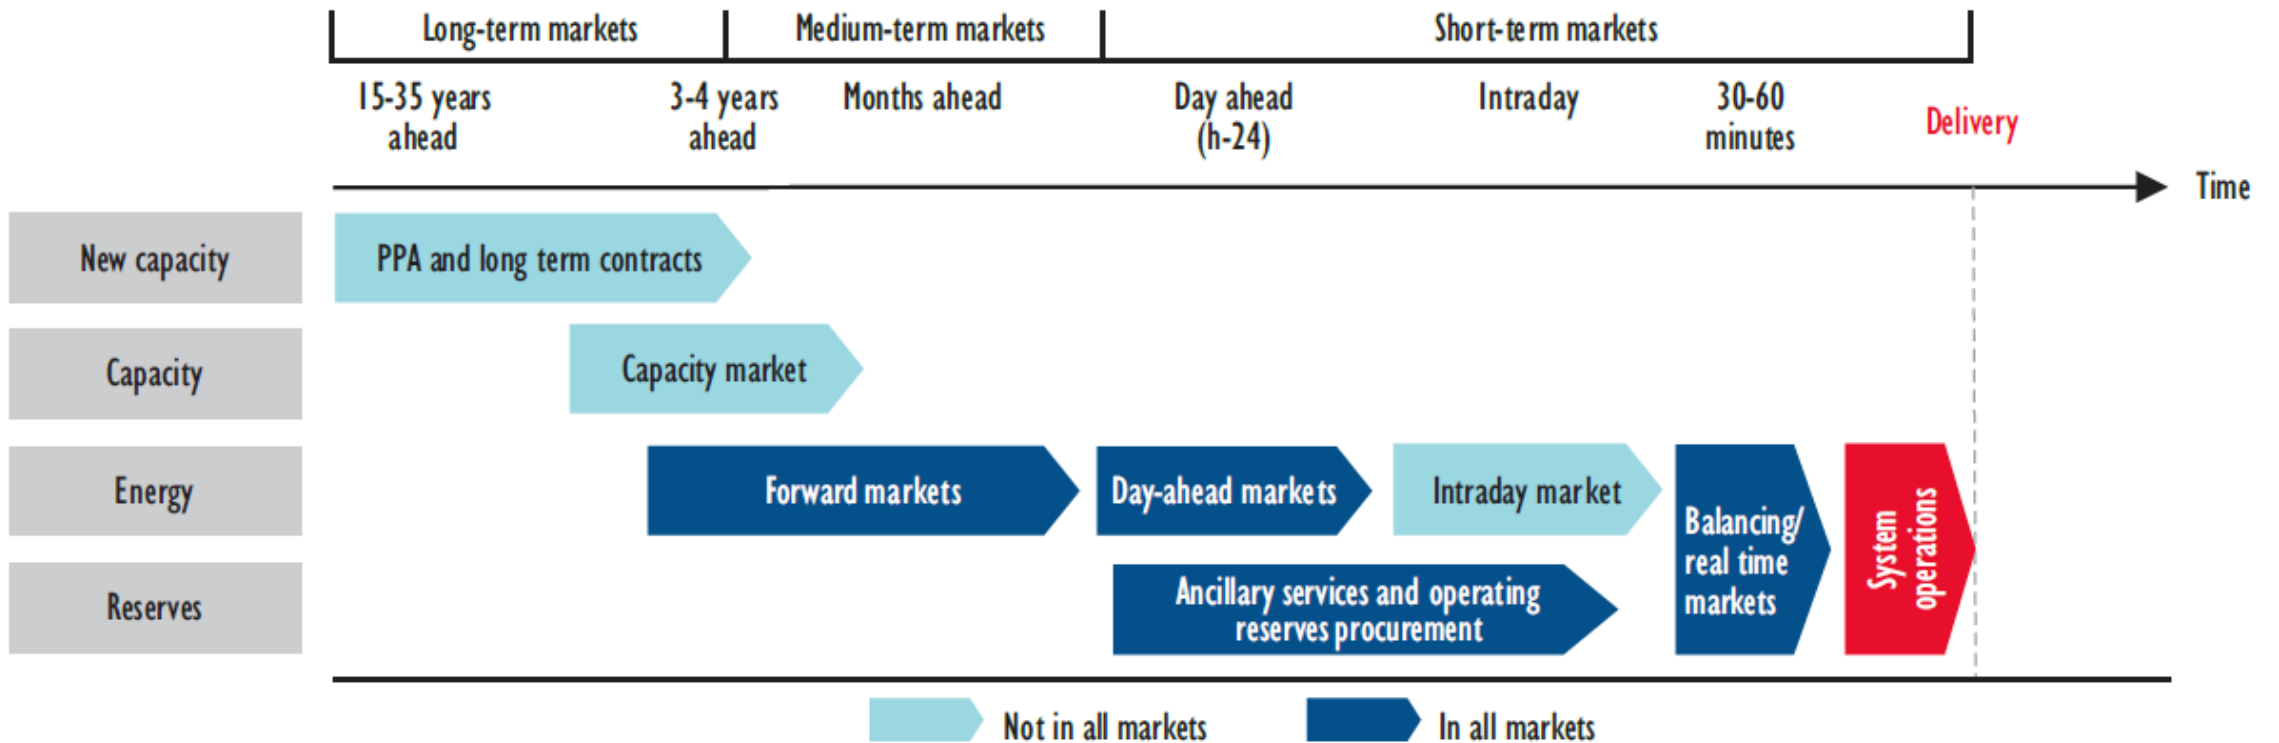 Long-term markets
Medium-term markets
Short-term markets
15-35 years
ahead
3-4 years
ahead
Months ahead
Day ahead
(h-24)
Intraday
30-60
minutes
Delivery
Time
New capacity
PPA and long term contracts
Capacity
Capacity market
Energy
Forward markets
Day-ahead markets
Intraday market
Balancing/
real time
markets
System
operations
Reserves
Ancillary services and operating
reserves procurement
Not in all markets
In all markets